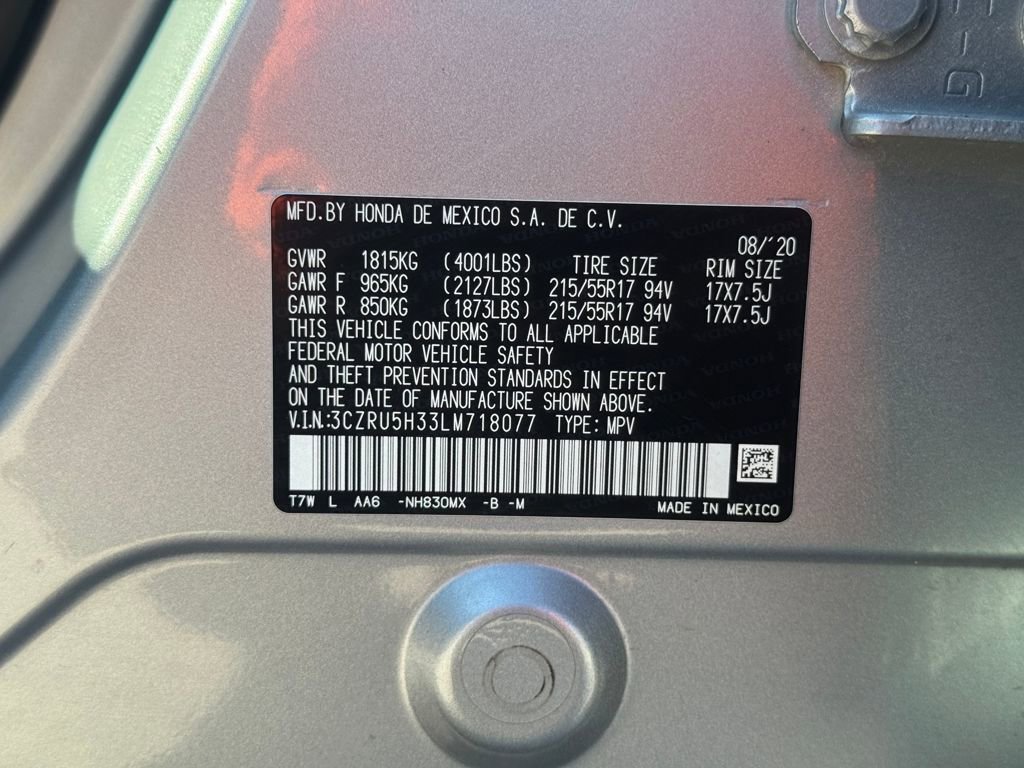 MFD.BY HONDA DE MEXICO S.A. DE C.V.
08/'20
GVWR 1815KG (4001LBS) TIRE SIZE RIM SIZE
GAWR F 965KG (2127LBS) 215/55R17 94V 17X7.5J
GAWR R 850KG (1873LBS) 215/55R17 94V 17X7.5J
THIS VEHICLE CONFORMS TO ALL APPLICABLE
FEDERAL MOTOR VEHICLE SAFETY
AND THEFT PREVENTION STANDARDS IN EFFECT
ON THE DATE OF MANUFACTURE SHOWN ABOVE.
V.I.N:3CZRU5H33LM718077 TYPE: MPV
T7W L AA6 -NH830MX -B -M MADE IN MEXICO